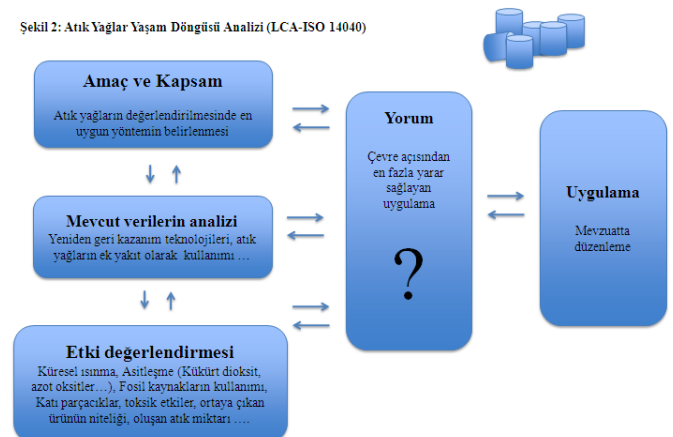 Şekil 2: Atık Yağlar Yaşam Döngüsü Analizi (LCA-ISO 14040)
Amaç ve Kapsam
Atık yağların değerlendirilmesinde en
uygun yöntemin belirlenmesi
Mevcut verilerin analizi
Yeniden geri kazanım teknolojileri, atık
yağların ek yakıt olarak kullanımı …
Etki değerlendirmesi
Küresel ısınma, Asitleşme (Kükürt dioksit,
azot oksitler…), Fosil kaynakların kullanımı,
Katı parçacıklar, toksik etkiler, ortaya çıkan
ürünün niteliği, oluşan atık miktarı ….
Yorum
Çevre açısından
en fazla yarar
sağlayan
uygulama
?
Uygulama
Mevzuatta
düzenleme